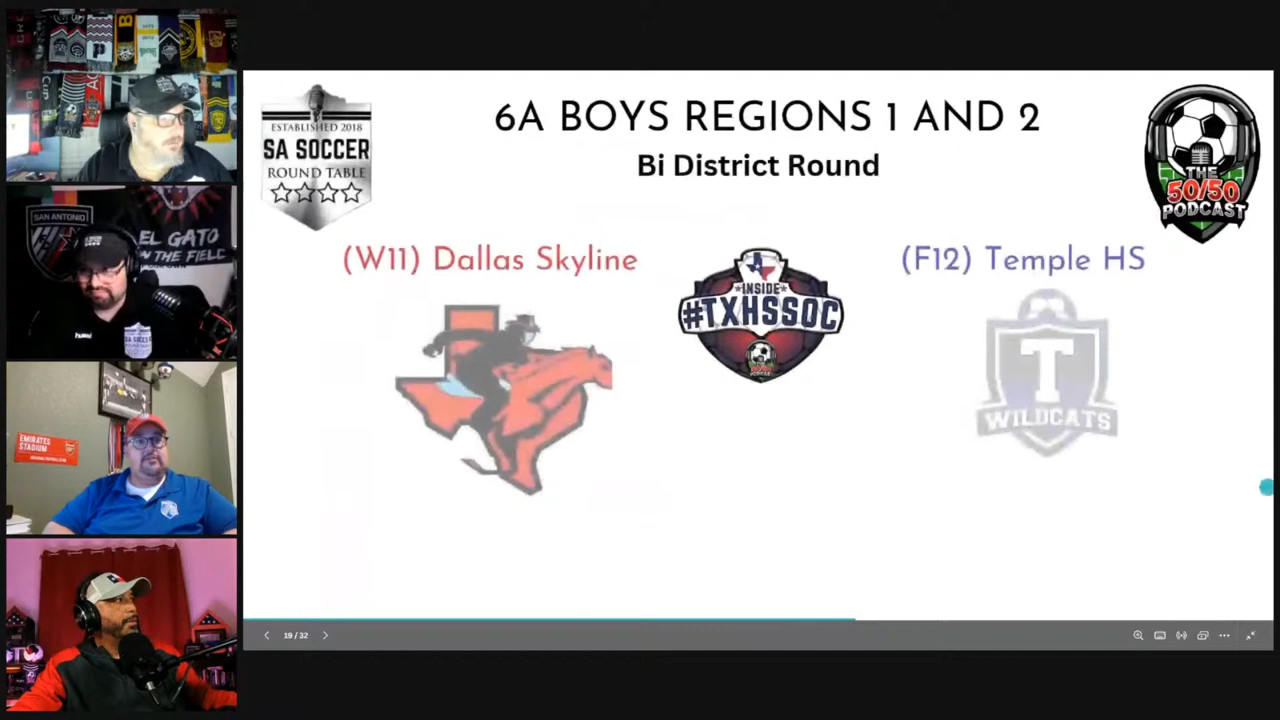 6A BOYS REGIONS 1 AND 2
Bi District Round
ESTABLISHED 2018
SA SOCCER
ROUND TABLE
THE
50/50
PODCAST
(W11) Dallas Skyline
INSIDE
#TXHSSOC
(F12) Temple HS
T
WILDCATS
19 / 32
SAN ANTONIO
EL GATO
IN THE FIELD
EMIRATES
STADIUM